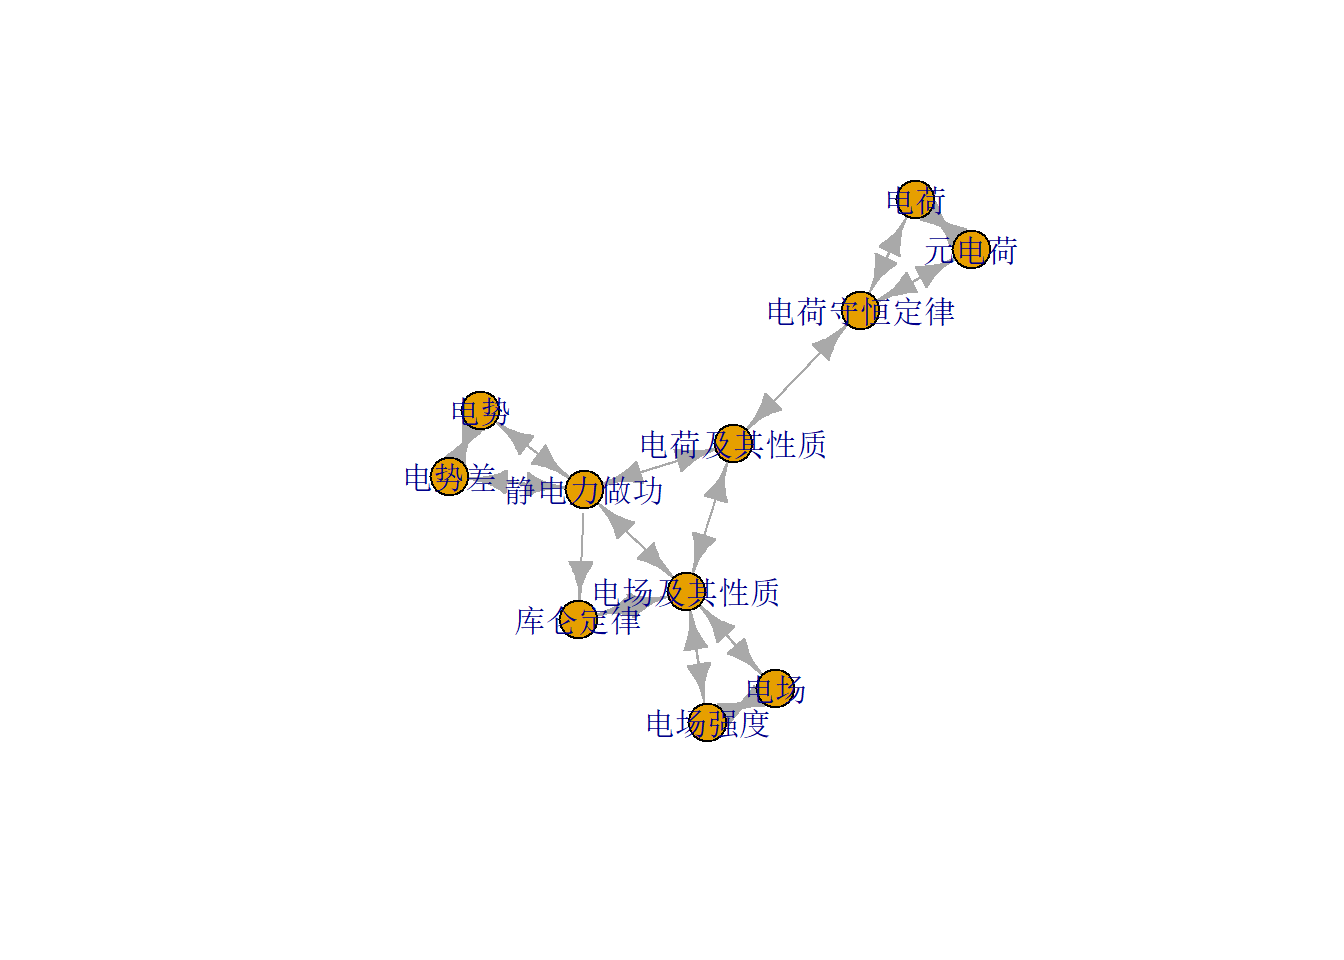 电荷
元电荷
电荷守恒定律
电势
电荷及其性质
电势差
静电力做功
电场及其性质
库仑定律
电场
电场强度